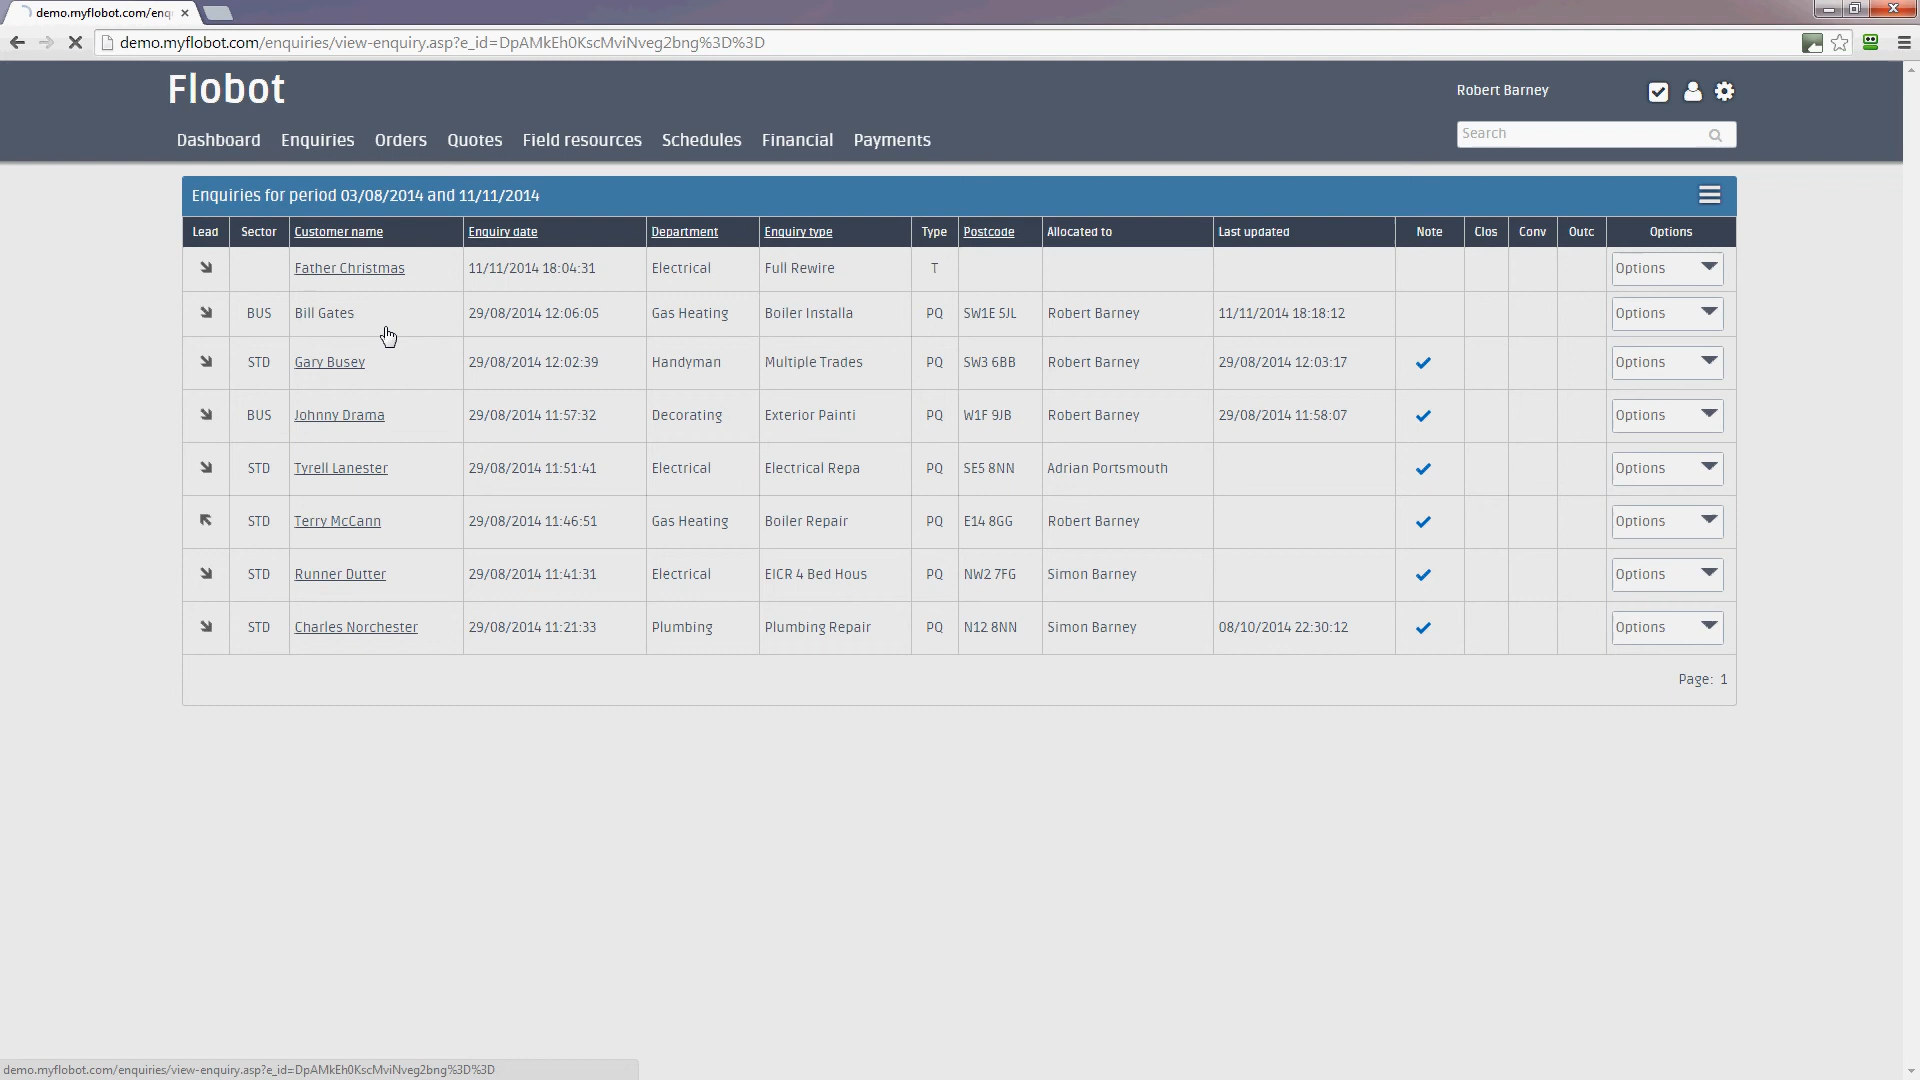 demo.myflobot.com/enq
demo.myflobot.com/enquiries/view-enquiry.asp?e_id=DpAMkEh0KscMviNveg2bng%3D%3D
Flobot
Robert Barney
Dashboard Enquiries Orders Quotes Field resources Schedules Financial Payments
Search
Enquiries for period 03/08/2014 and 11/11/2014
Lead Sector Customer name Enquiry date Department Enquiry type Type Postcode Allocated to Last updated Note Clos Conv Outc Options
Father Christmas 11/11/2014 18:04:31 Electrical Full Rewire T Options
BUS Bill Gates 29/08/2014 12:06:05 Gas Heating Boiler Installa PQ SW1E 5JL Robert Barney 11/11/2014 18:18:12 Options
STD Gary Busey 29/08/2014 12:02:39 Handyman Multiple Trades PQ SW3 6BB Robert Barney 29/08/2014 12:03:17 Options
BUS Johnny Drama 29/08/2014 11:57:32 Decorating Exterior Painti PQ W1F 9JB Robert Barney 29/08/2014 11:58:07 Options
STD Tyrell Lanester 29/08/2014 11:51:41 Electrical Electrical Repa PQ SE5 8NN Adrian Portsmouth Options
STD Terry McCann 29/08/2014 11:46:51 Gas Heating Boiler Repair PQ E14 8GG Robert Barney Options
STD Runner Dutter 29/08/2014 11:41:31 Electrical EICR 4 Bed Hous PQ NW2 7FG Simon Barney Options
STD Charles Norchester 29/08/2014 11:21:33 Plumbing Plumbing Repair PQ N12 8NN Simon Barney 08/10/2014 22:30:12 Options
Page: 1
demo.myflobot.com/enquiries/view-enquiry.asp?e_id=DpAMkEh0KscMviNveg2bng%3D%3D